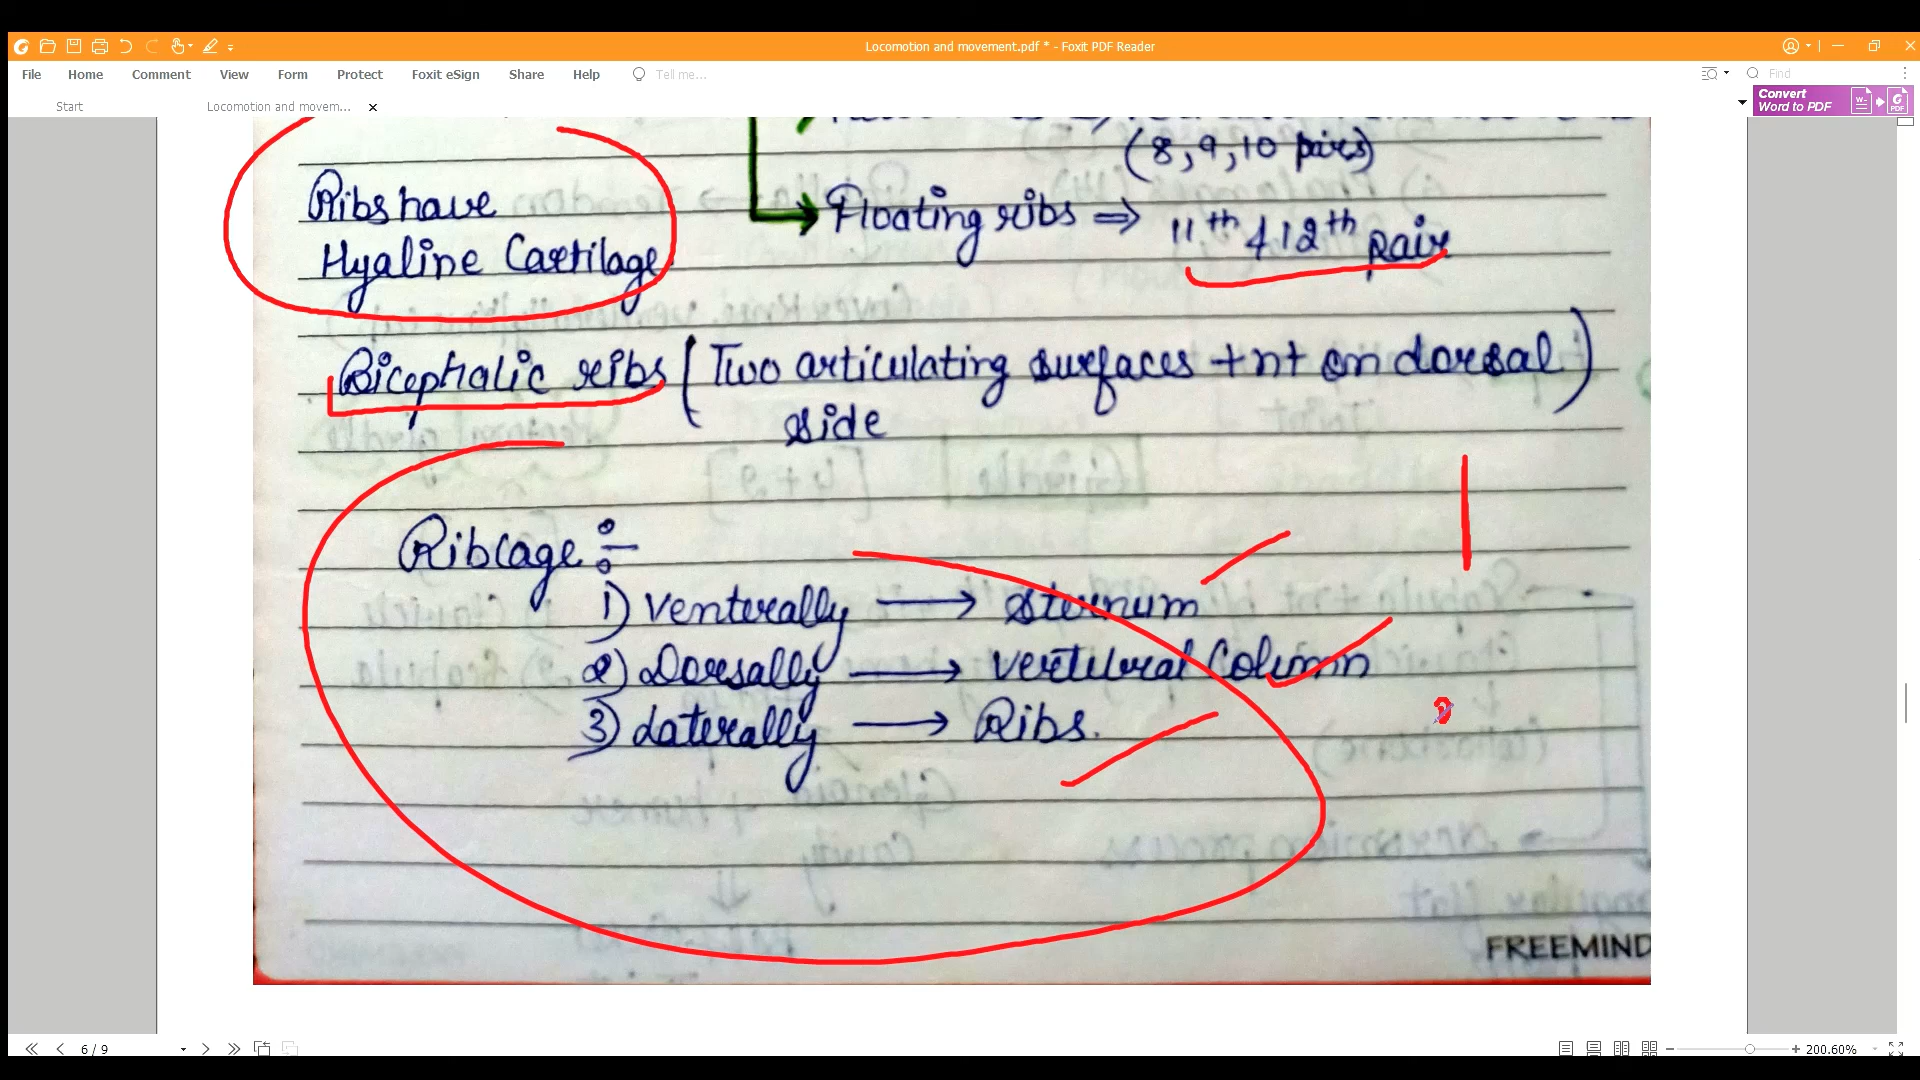 Locomotion and movement.pdf * - Foxit PDF Reader
File Home Comment View Form Protect Foxit eSign Share Help Tell me... Find
Start Locomotion and movem... Convert Word to PDF
(8,9,10 pairs)
Ribs have
Hyaline Cartilage
Floating ribs ⇒ 11th & 12th pair
Bicephalic ribs (Two articulating surfaces +nt on dorsal side)
Ribcage :
1) venterally → sternum
2) Dorsally → vertebral Column
3) laterally → Ribs.
FREEMIND
6 / 9 200.60%